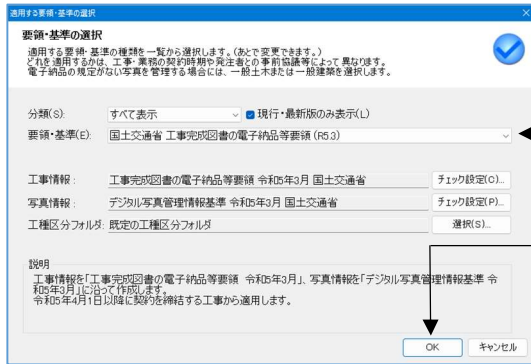 適用する要領・基準の選択
要領・基準の選択
適用する要領・基準の種類を一覧から選択します。(あとで変更できます。)
どれを適用するかは、工事・業務の契約時期や発注者との事前協議等によって異なります。
電子納品の規定がない写真を管理する場合には、一般土木または一般建築を選択します。
分類(S): すべて表示 現行・最新版のみ表示(L)
要領・基準(E): 国土交通省 工事完成図書の電子納品等要領 (R5.3)
工事情報: 工事完成図書の電子納品等要領 令和5年3月 国土交通省 チェック設定(C)...
写真情報: デジタル写真管理情報基準 令和5年3月 国土交通省 チェック設定(P)...
工種区分フォルダ: 既定の工種区分フォルダ 選択(S)...
説明
工事情報を「工事完成図書の電子納品等要領 令和5年3月」、写真情報を「デジタル写真管理情報基準 令
和5年3月」に沿って作成します。
令和5年4月1日以降に契約を締結する工事から適用します。
OK キャンセル